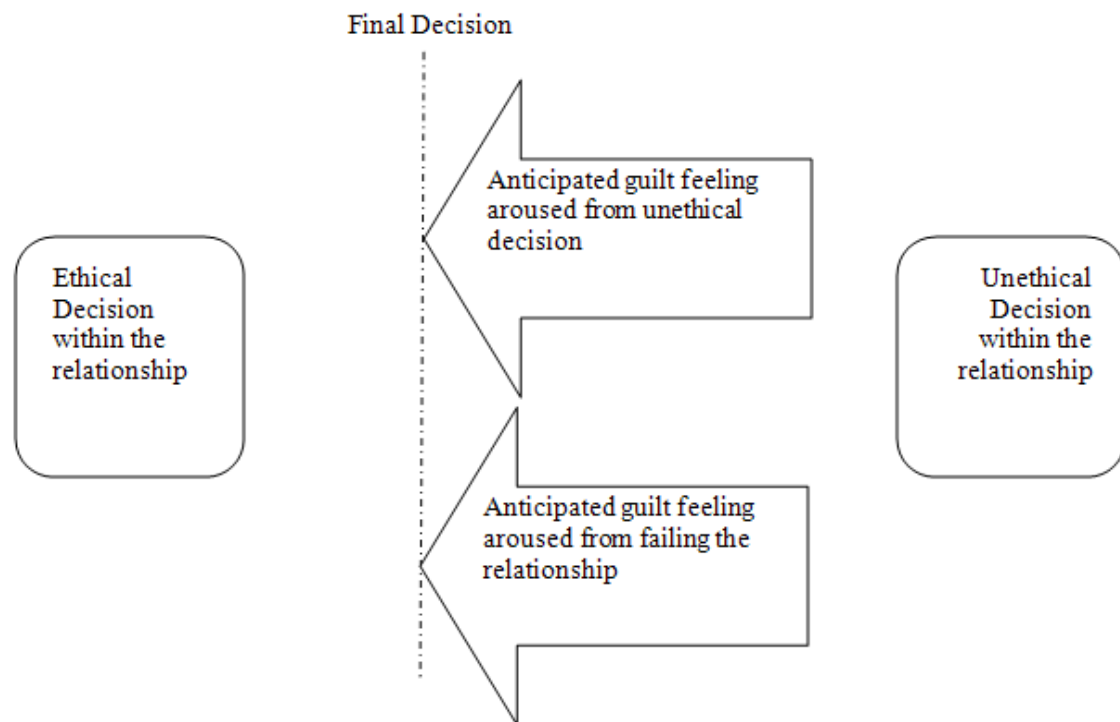 Final Decision
Anticipated guilt feeling
aroused from unethical
decision
Ethical
Decision
within the
relationship
Unethical
Decision
within the
relationship
Anticipated guilt feeling
aroused from failing the
relationship